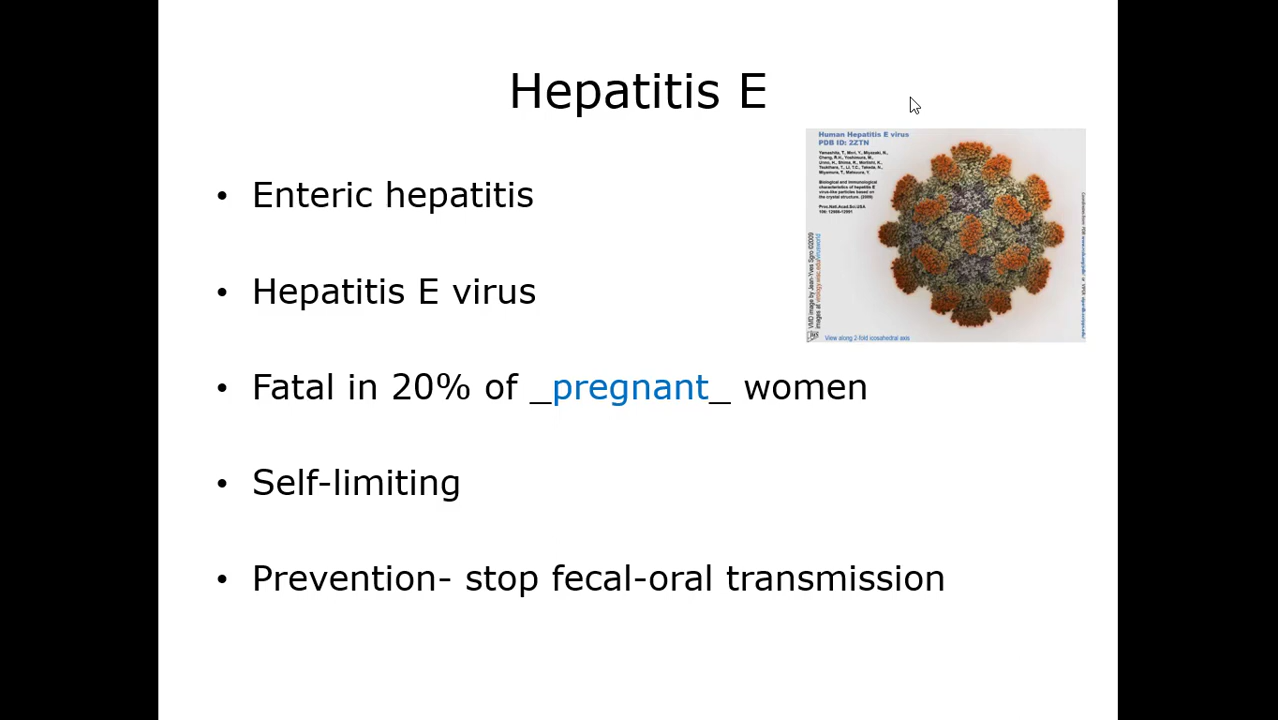 Hepatitis E
Human Hepatitis E virus
PDB ID: 2ZTN
• Enteric hepatitis
• Hepatitis E virus
View along 2-fold icosahedral axis
• Fatal in 20% of _pregnant_ women
• Self-limiting
• Prevention- stop fecal-oral transmission